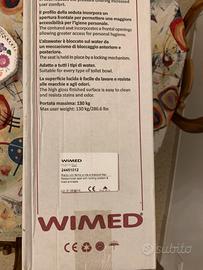 user comfort.
Il profilo della seduta incorpora un'
apertura frontale per permettere una maggiore
accessibilità per l'igiene personale.
The contoured seat incorporates a frontal opening
allowing greater access for personal hygiene.
L'alzawater è bloccato sul water da
un meccanismo di bloccaggio anteriore
e posteriore.
The seat is held in place by a locking mechanism
Adatto a tutti i tipi di water.
Suitable for every type of toilet bowl.
La superficie lucida è facile da lavare e resiste
alle macchie e agli odori.
The high gloss finished surface is easy to clean
and resists stains and odor.
Portata massima: 130 kg
Max user weight: 130 kg/286.6 lbs
WIMED
24451012
WIMED
subito